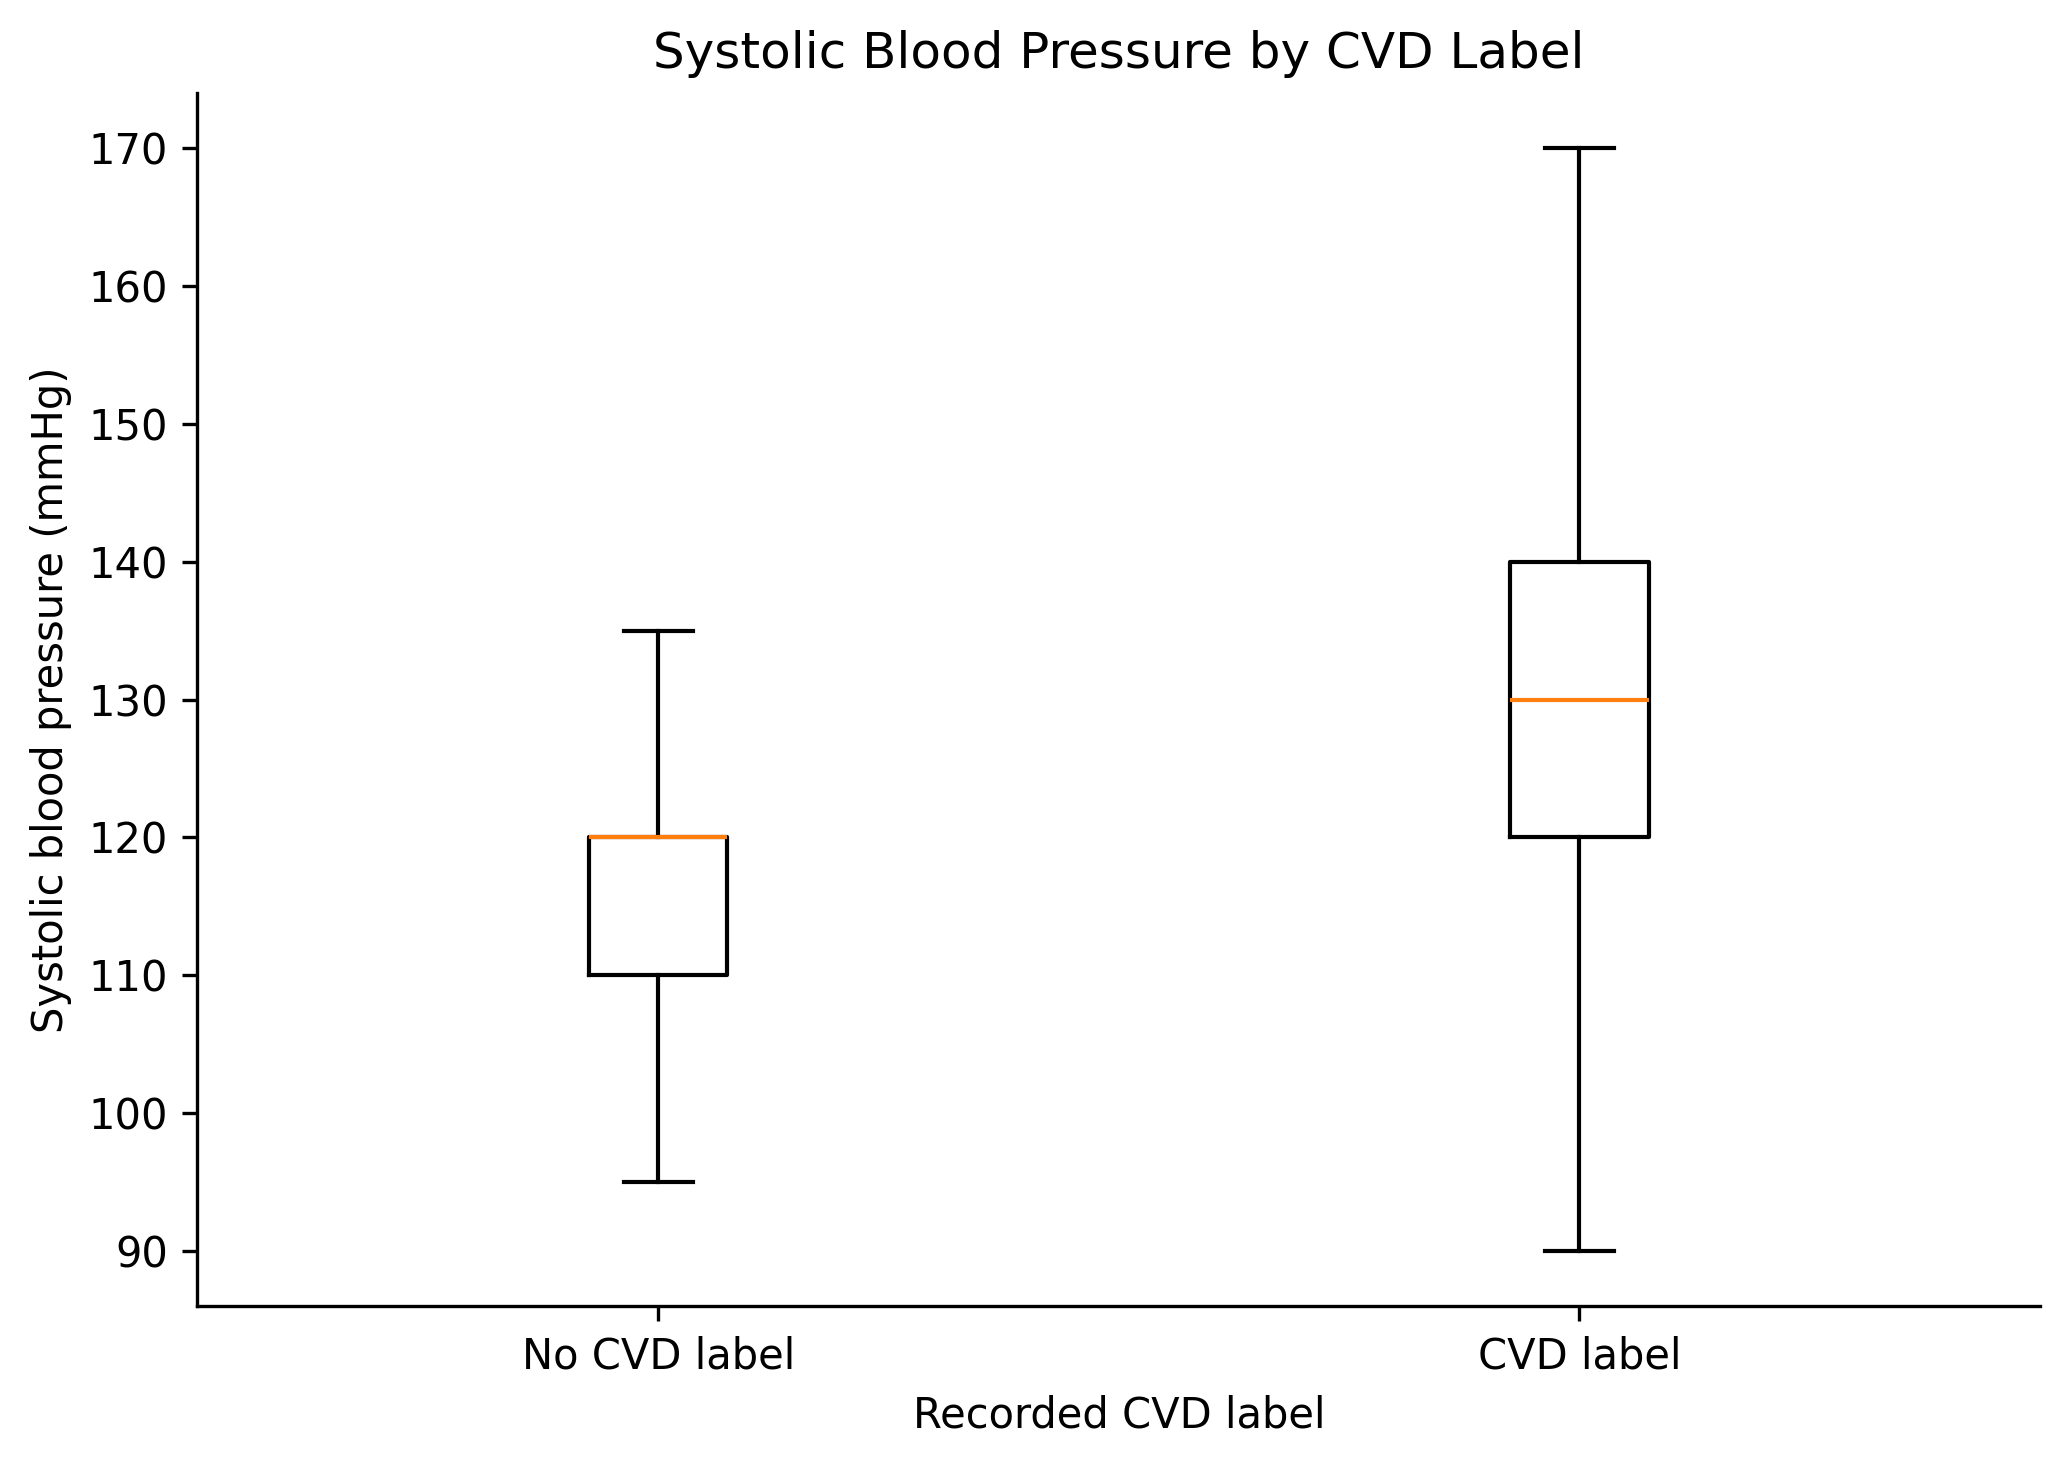 Systolic Blood Pressure by CVD Label
Systolic blood pressure (mmHg)
170
160
150
140
130
120
110
100
90
No CVD label
CVD label
Recorded CVD label